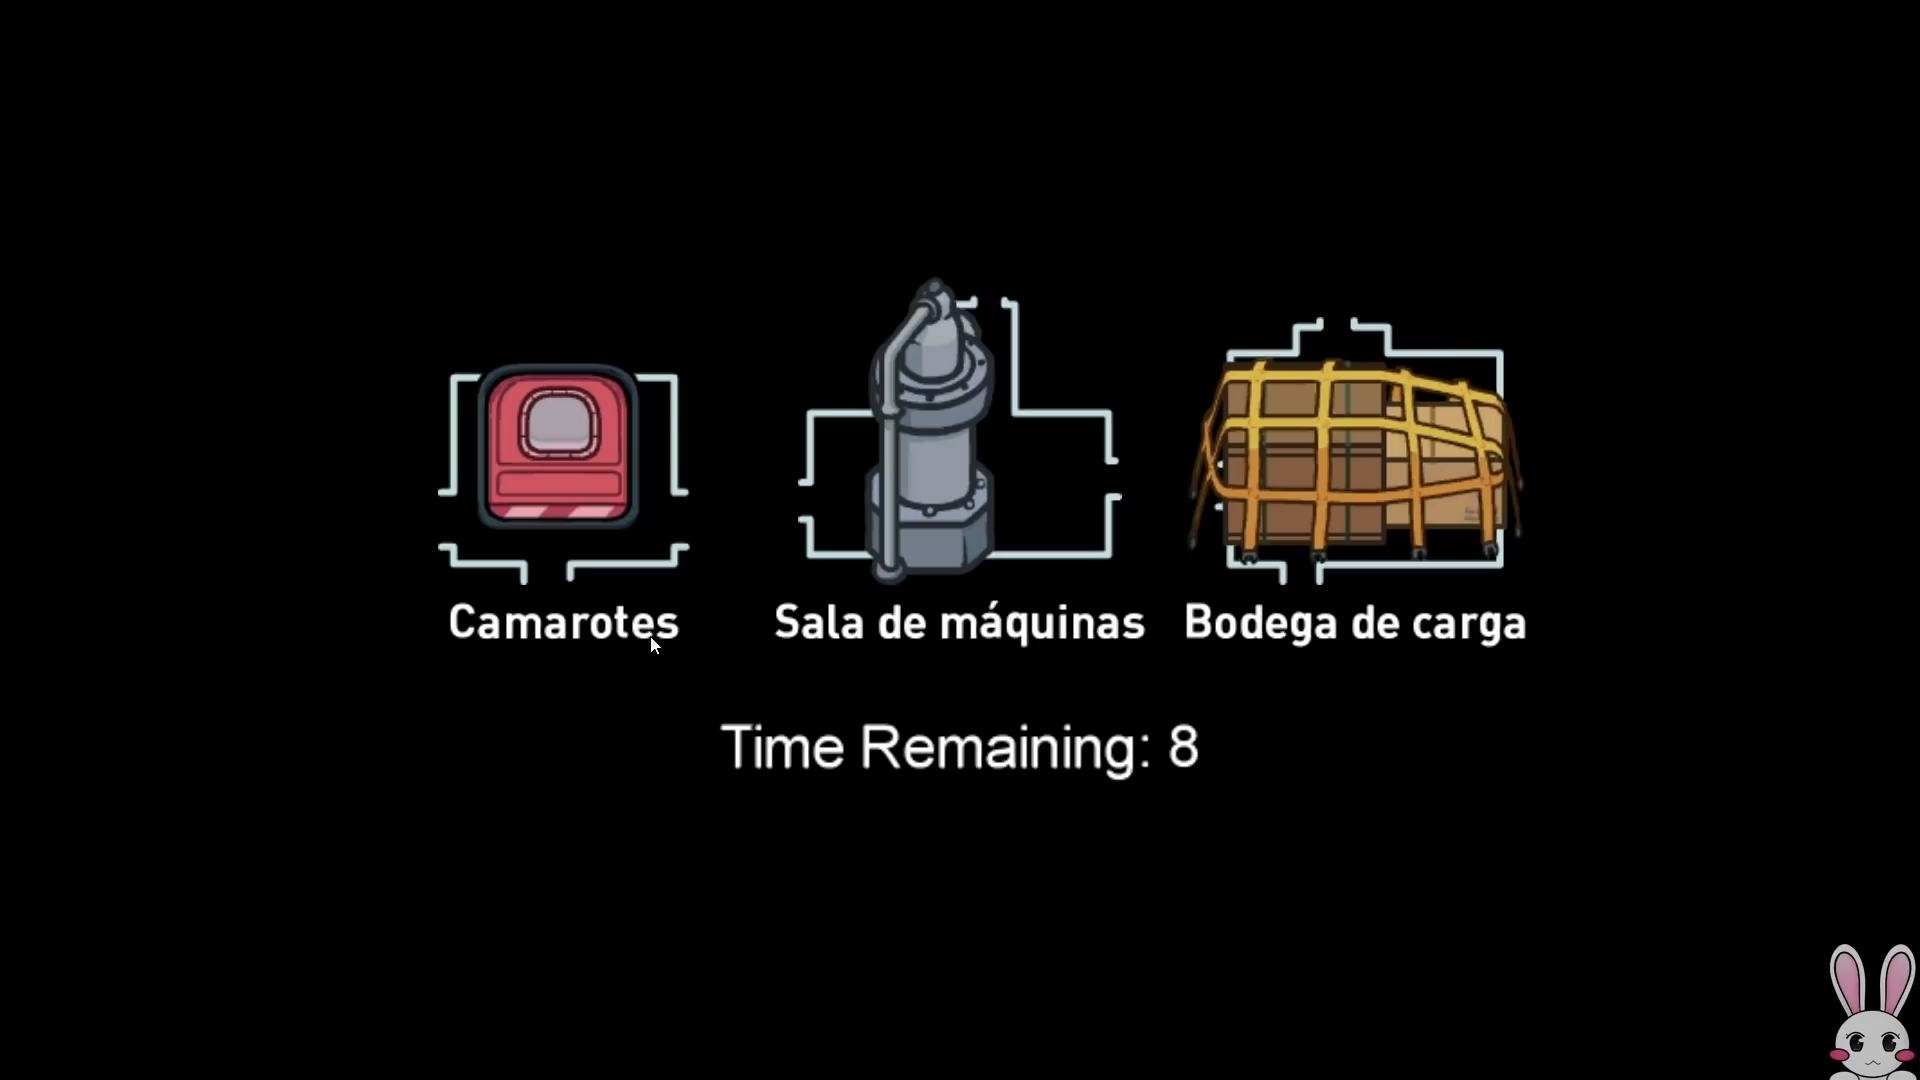 Camarotes
Sala de máquinas
Bodega de carga
Time Remaining: 8